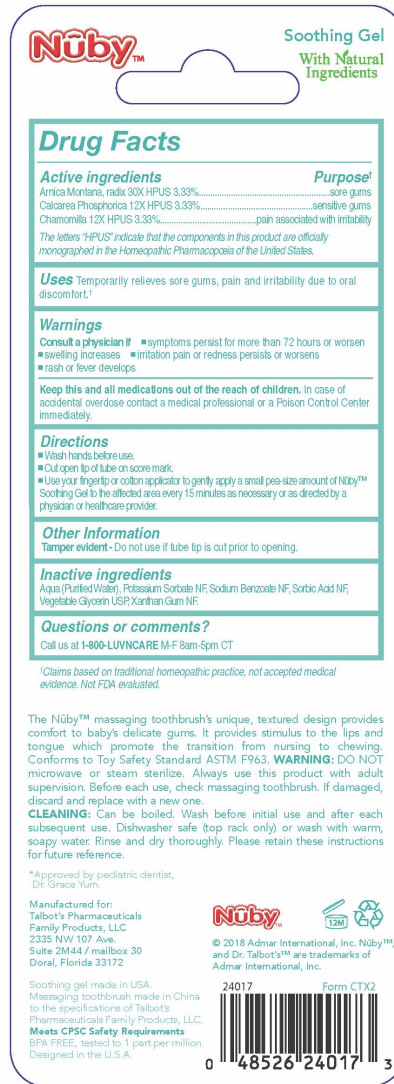 Nûby™
Soothing Gel
With Natural
Ingredients
Drug Facts
Active ingredients Purpose†
Arnica Montana, radix 30X HPUS 3.33%.....................................................sore gums
Calcarea Phosphorica 12X HPUS 3.33%..............................................sensitive gums
Chamomilla 12X HPUS 3.33%.......................................pain associated with irritability
The letters “HPUS” indicate that the components in this product are officially
monographed in the Homeopathic Pharmacopœia of the United States.
Uses Temporarily relieves sore gums, pain and irritability due to oral
discomfort.†
Warnings
Consult a physician if ■ symptoms persist for more than 72 hours or worsen
■ swelling increases ■ irritation pain or redness persists or worsens
■ rash or fever develops
Keep this and all medications out of the reach of children. In case of
accidental overdose contact a medical professional or a Poison Control Center
immediately.
Directions
■ Wash hands before use.
■ Cut open tip of tube on score mark.
■ Use your fingertip or cotton applicator to gently apply a small pea-size amount of Nûby™
Soothing Gel to the affected area every 15 minutes as necessary or as directed by a
physician or healthcare provider.
Other Information
Tamper evident - Do not use if tube tip is cut prior to opening.
Inactive ingredients
Aqua (Purified Water), Potassium Sorbate NF, Sodium Benzoate NF, Sorbic Acid NF,
Vegetable Glycerin USP, Xanthan Gum NF.
Questions or comments?
Call us at 1-800-LUVNCARE M-F 8am-5pm CT
†Claims based on traditional homeopathic practice, not accepted medical
evidence. Not FDA evaluated.
The Nûby™ massaging toothbrush’s unique, textured design provides
comfort to baby’s delicate gums. It provides stimulus to the lips and
tongue which promote the transition from nursing to chewing.
Conforms to Toy Safety Standard ASTM F963. WARNING: DO NOT
microwave or steam sterilize. Always use this product with adult
supervision. Before each use, check massaging toothbrush. If damaged,
discard and replace with a new one.
CLEANING: Can be boiled. Wash before initial use and after each
subsequent use. Dishwasher safe (top rack only) or wash with warm,
soapy water. Rinse and dry thoroughly. Please retain these instructions
for future reference.
*Approved by pediatric dentist,
Dr. Grace Yum.
Manufactured for:
Talbot’s Pharmaceuticals
Family Products, LLC
2335 NW 107 Ave.
Suite 2M44 / mailbox 30
Doral, Florida 33172
Soothing gel made in USA.
Massaging toothbrush made in China
to the specifications of Talbot’s
Pharmaceuticals Family Products, LLC.
Meets CPSC Safety Requirements
BPA FREE, tested to 1 part per million.
Designed in the U.S.A.
Nûby™
12M
© 2018 Admar International, Inc. Nûby™,
and Dr. Talbot’s™ are trademarks of
Admar International, Inc.
24017 Form CTX2
0 48526 24017 3